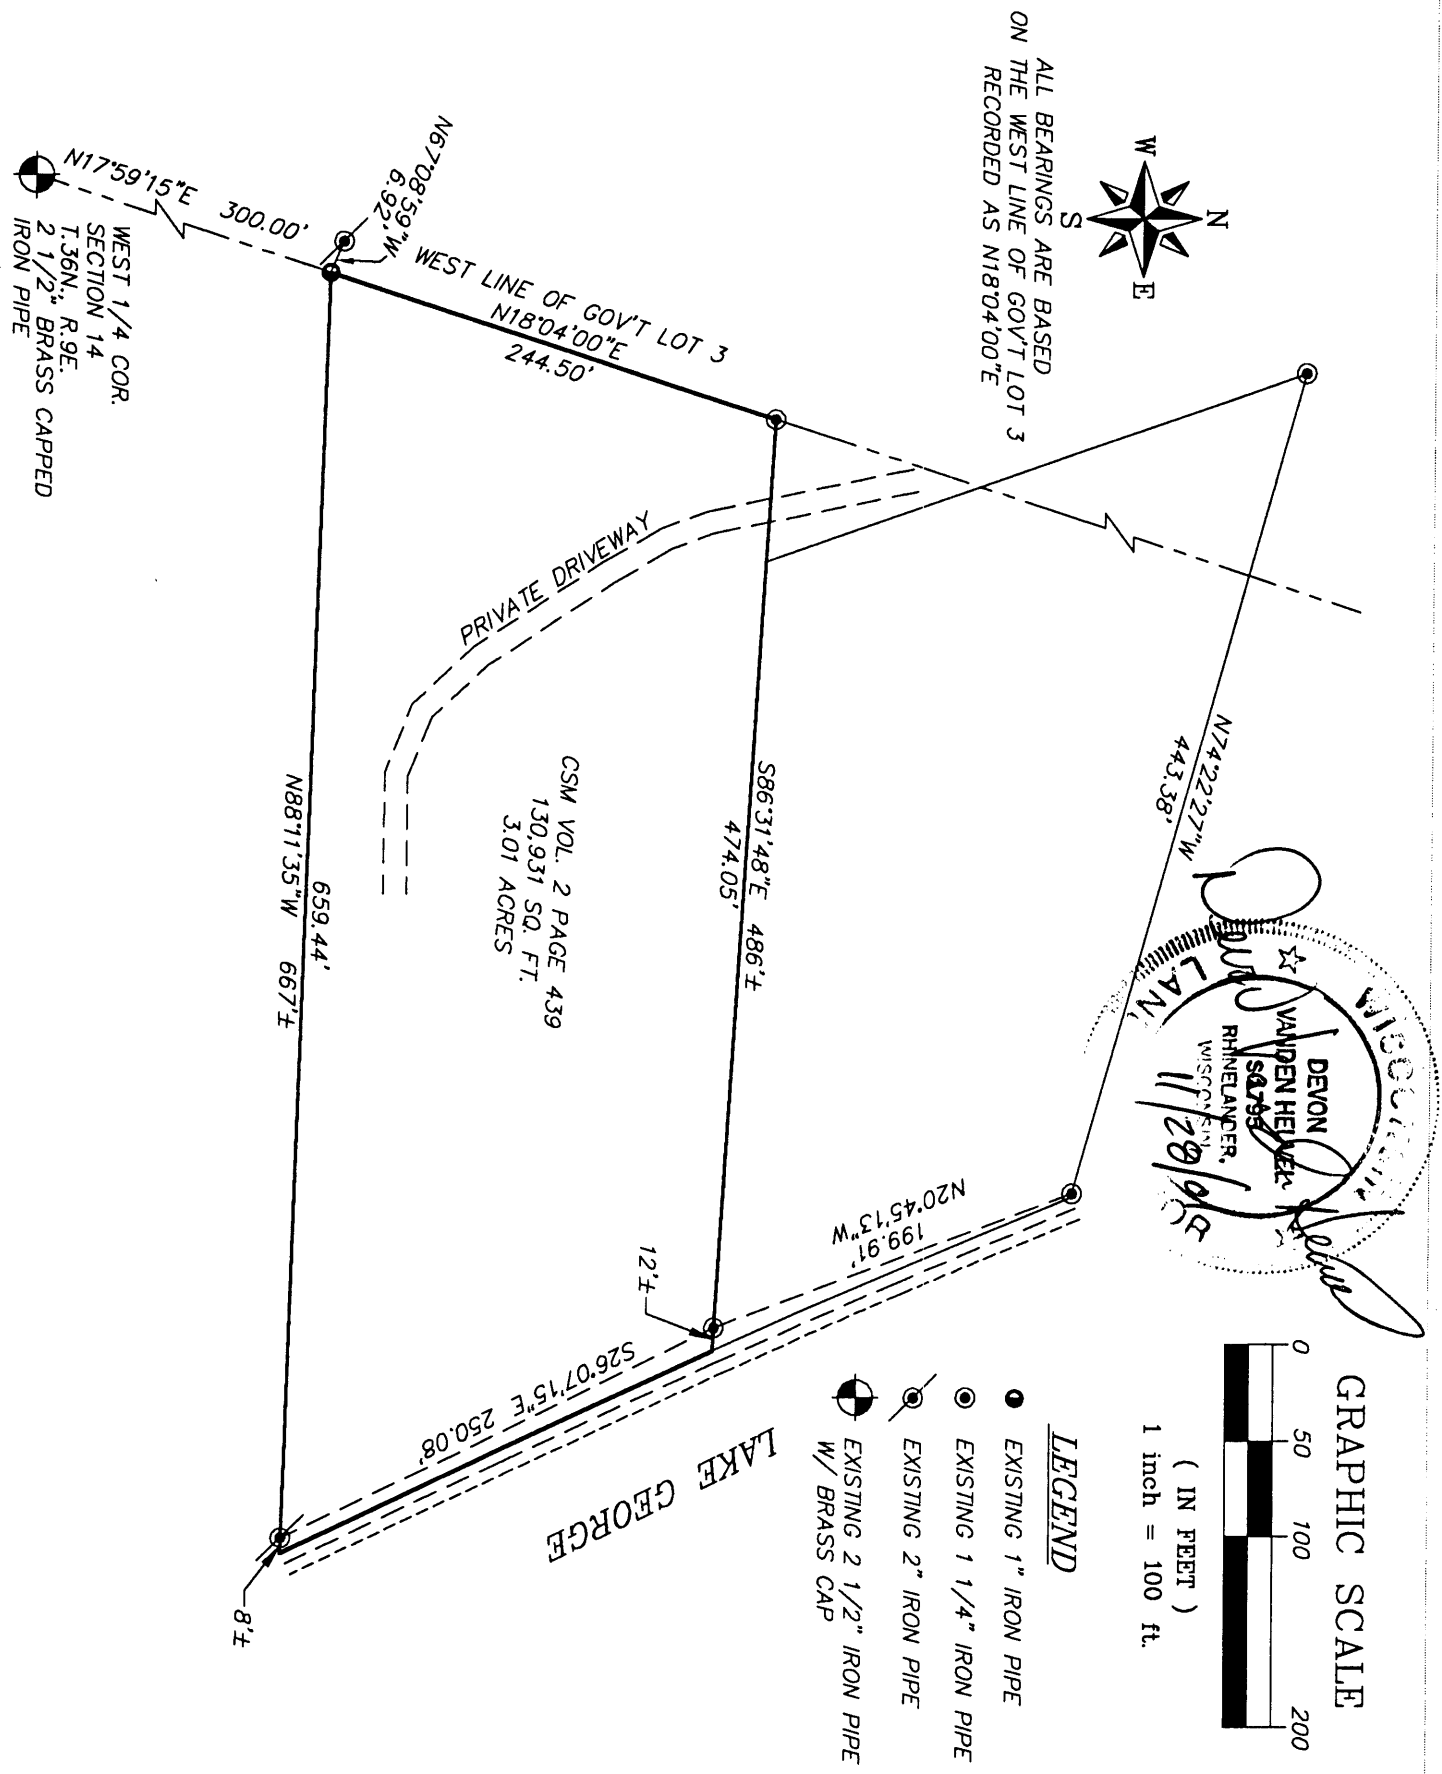 ALL BEARINGS ARE BASED
ON THE WEST LINE OF GOV'T LOT 3
RECORDED AS N18°04'00"E
N
W
E
S
N17°59'15"E 300.00'
WEST 1/4 COR.
SECTION 14
T.36N., R.9E.
2 1/2" BRASS CAPPED
IRON PIPE
N67°08'59"W
6.92'
WEST LINE OF GOV'T LOT 3
N18°04'00"E
244.50'
PRIVATE DRIVEWAY
N74°22'27"W
443.38'
S86°31'48"E 486'±
474.05'
CSM VOL. 2 PAGE 439
130,931 SQ. FT.
3.01 ACRES
659.44'
N88°11'35"W 667'±
N20°45'13"W
199.91'
12'±
S26°07'15"E 250.08'
8'±
LAKE GEORGE
WISCONSIN
DEVON
VANDEN HEUVEL
RHINELANDER,
WISCONSIN
GRAPHIC SCALE
0 50 100 200
( IN FEET )
1 inch = 100 ft.
LEGEND
EXISTING 1" IRON PIPE
EXISTING 1 1/4" IRON PIPE
EXISTING 2" IRON PIPE
EXISTING 2 1/2" IRON PIPE
W/ BRASS CAP